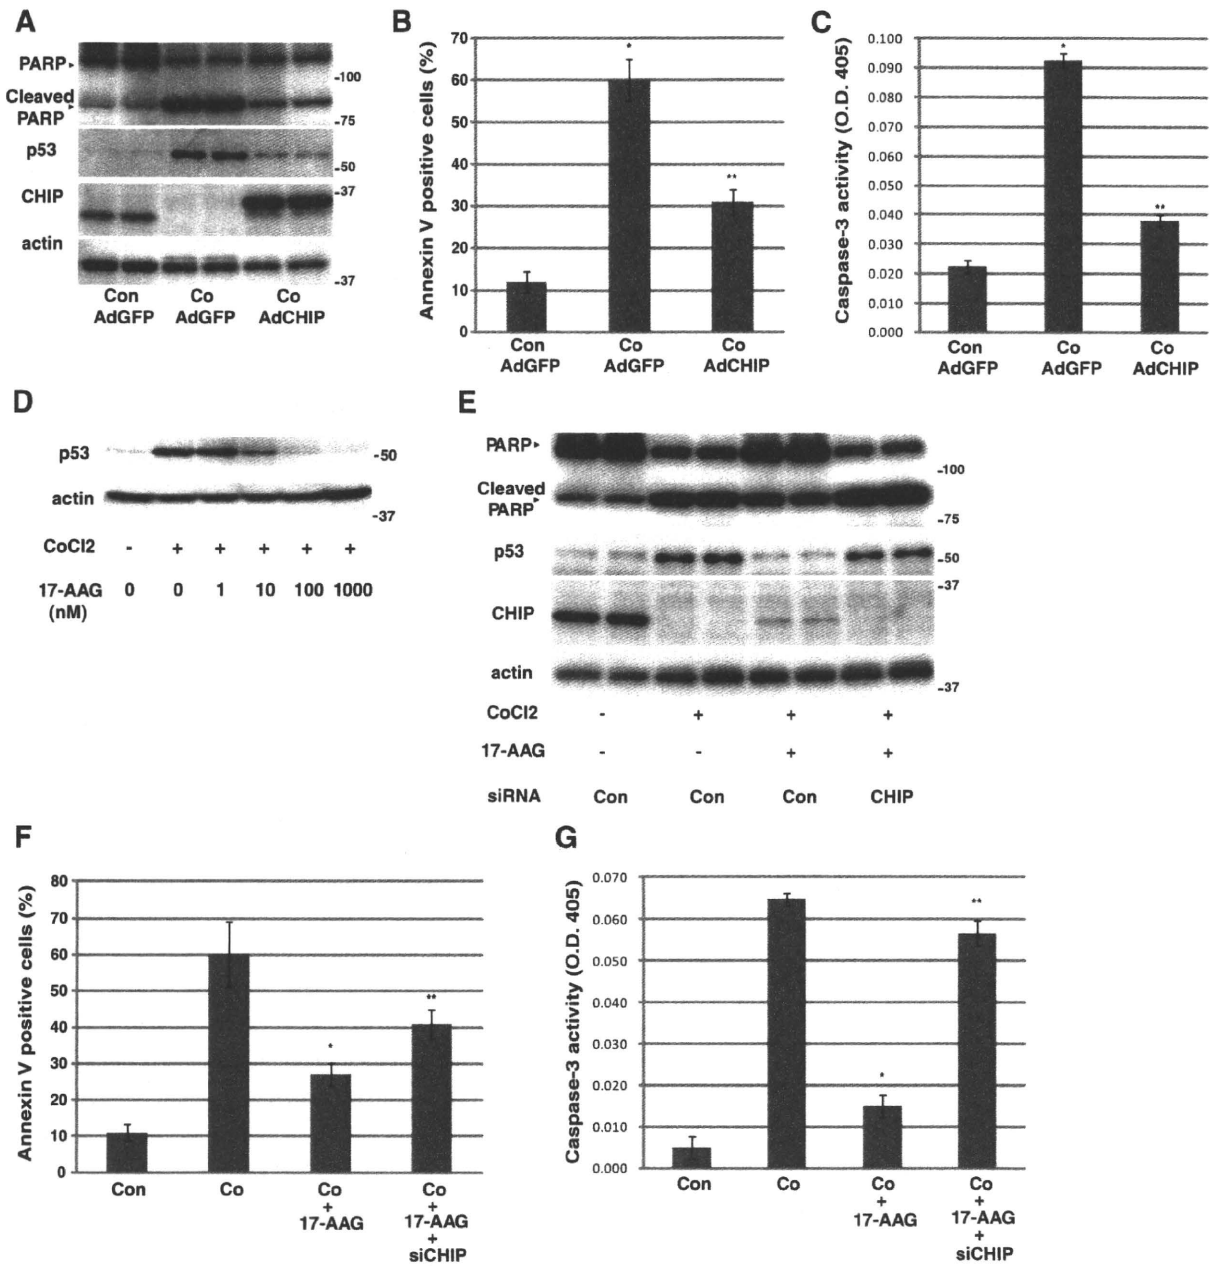 A
PARP
-100
Cleaved
PARP
-75
p53
-50
CHIP
-37
actin
-37
Con Co Co
AdGFP AdGFP AdCHIP
B
Annexin V positive cells (%)
70
60
50
40
30
20
10
0
*
**
Con Co Co
AdGFP AdGFP AdCHIP
C
Caspase-3 activity (O.D. 405)
0.100
0.090
0.080
0.070
0.060
0.050
0.040
0.030
0.020
0.010
0.000
*
**
Con Co Co
AdGFP AdGFP AdCHIP
D
p53
-50
actin
-37
CoCl2 - + + + + +
17-AAG 0 0 1 10 100 1000
(nM)
E
PARP
-100
Cleaved
PARP
-75
p53
-50
-37
CHIP
actin
-37
CoCl2 - + + +
17-AAG - - + +
siRNA Con Con Con CHIP
F
Annexin V positive cells (%)
80
70
60
50
40
30
20
10
0
*
**
Con Co Co Co
+ +
17-AAG 17-AAG
+
siCHIP
G
Caspase-3 activity (O.D. 405)
0.070
0.060
0.050
0.040
0.030
0.020
0.010
0.000
*
**
Con Co Co Co
+ +
17-AAG 17-AAG
+
siCHIP